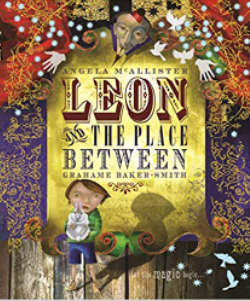 ANGELA MCALLISTER
LEON
AND THE PLACE
BETWEEN
GRAHAME BAKER-SMITH
let the magic begin...